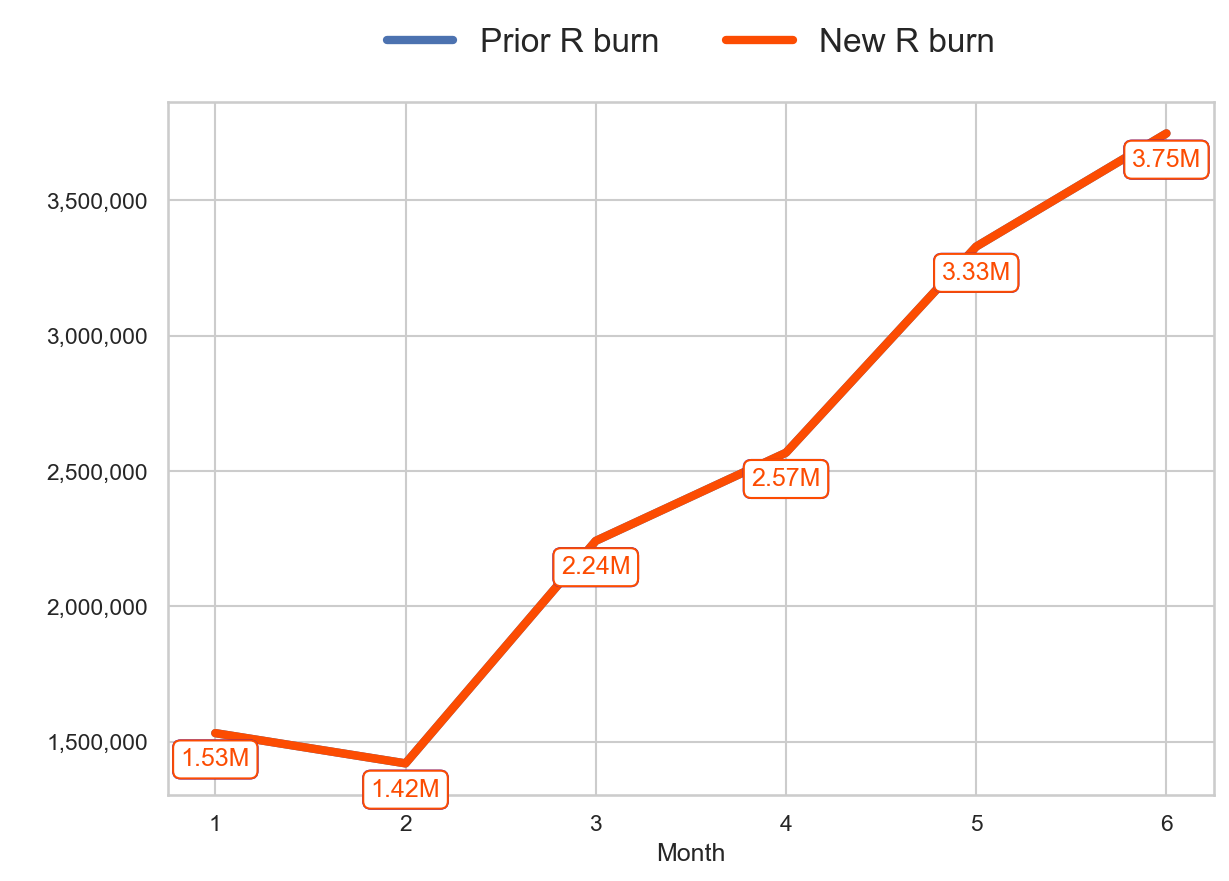 Prior R burn New R burn
3.75M
3,500,000
3.33M
3,000,000
2.57M
2,500,000
2.24M
2,000,000
1,500,000
1.53M
1.42M
1 2 3 4 5 6
Month